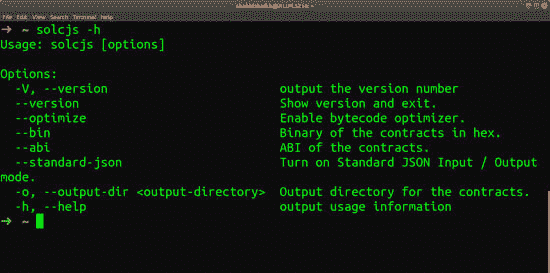 File Edit View Search Terminal Help
➜ ~ solcjs -h
Usage: solcjs [options]
Options:
-V, --version output the version number
--version Show version and exit.
--optimize Enable bytecode optimizer.
--bin Binary of the contracts in hex.
--abi ABI of the contracts.
--standard-json Turn on Standard JSON Input / Output
mode.
-o, --output-dir <output-directory> Output directory for the contracts.
-h, --help output usage information
➜ ~